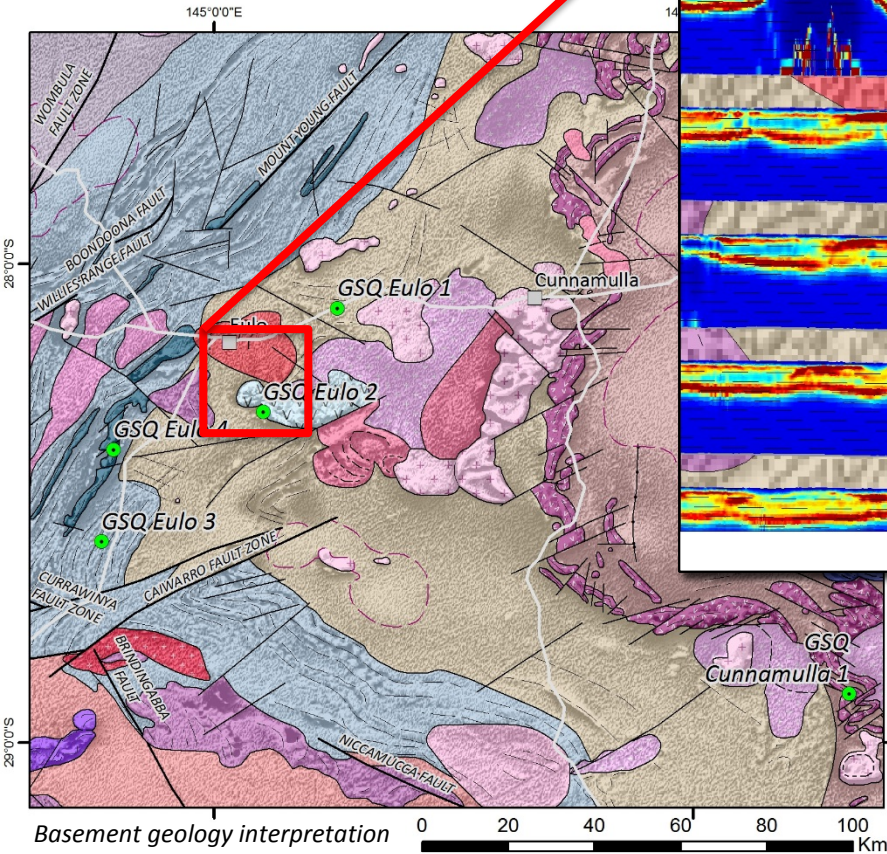 145°0'0"E
14
WOMBULA
FAULT ZONE
MOUNT YOUNG FAULT
BOONDOONA FAULT
WILLIES RANGE FAULT
28°0'0"S
GSQ Eulo 1
Cunnamulla
Eulo
GSQ Eulo 2
GSQ Eulo 4
GSQ Eulo 3
CURRAWINYA
FAULT ZONE
CAIWARRO FAULT ZONE
BRINDINGABBA
FAULT
GSQ
Cunnamulla 1
29°0'0"S
NICCAMUCCA FAULT
Basement geology interpretation
0 20 40 60 80 100
Km